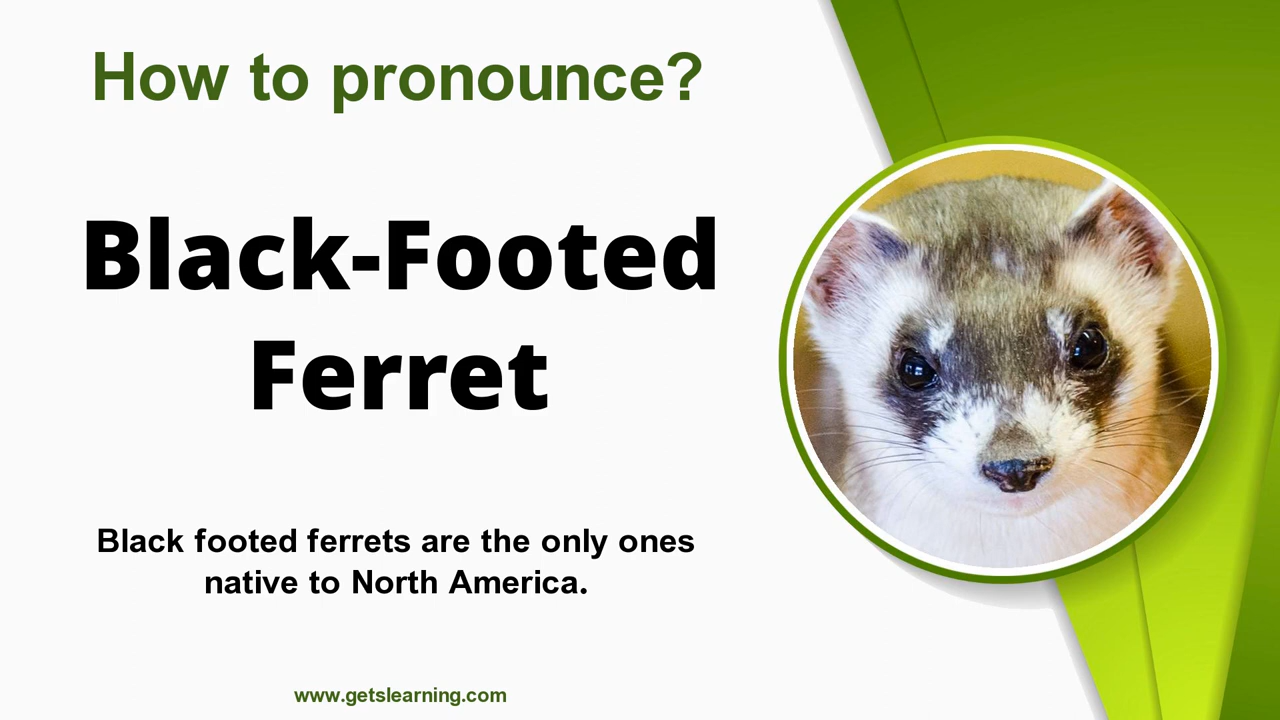 How to pronounce?
Black-Footed
Ferret
Black footed ferrets are the only ones
native to North America.
www.getslearning.com